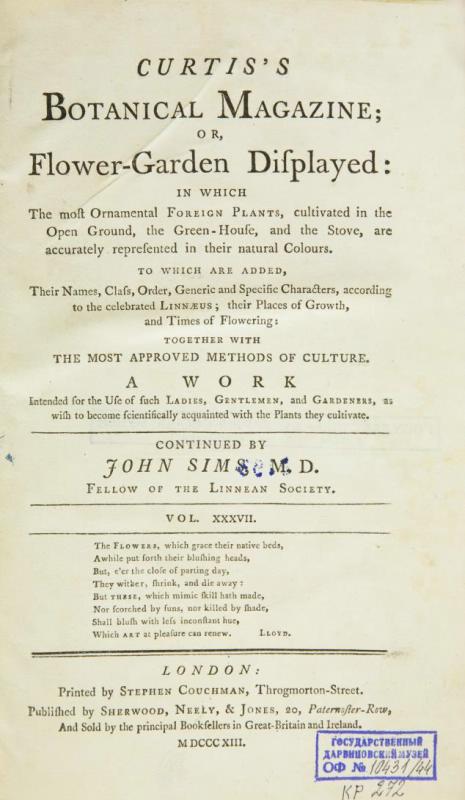 CURTIS'S
BOTANICAL MAGAZINE;
OR,
Flower-Garden Diſplayed:
IN WHICH
The moſt Ornamental FOREIGN PLANTS, cultivated in the
Open Ground, the Green-Houſe, and the Stove, are
accurately repreſented in their natural Colours.
TO WHICH ARE ADDED,
Their Names, Claſs, Order, Generic and Specific Characters, according
to the celebrated LINNÆUS; their Places of Growth,
and Times of Flowering:
TOGETHER WITH
THE MOST APPROVED METHODS OF CULTURE.
A WORK
Intended for the Uſe of ſuch LADIES, GENTLEMEN, and GARDENERS, as
wiſh to become ſcientifically acquainted with the Plants they cultivate.
CONTINUED BY
JOHN SIMS, M. D.
FELLOW OF THE LINNEAN SOCIETY.
VOL. XXXVII.
The FLOWERS, which grace their native beds,
Awhile put forth their bluſhing heads,
But, e'er the cloſe of parting day,
They wither, ſhrink, and die away:
But THESE, which mimic ſkill hath made,
Nor ſcorched by ſuns, nor killed by ſhade,
Shall bluſh with leſs inconſtant hue,
Which ART at pleaſure can renew. LLOYD.
LONDON:
Printed by STEPHEN COUCHMAN, Throgmorton-Street.
Publiſhed by SHERWOOD, NEELY, & JONES, 20, Paternoſter-Row,
And Sold by the principal Bookſellers in Great-Britain and Ireland.
M DCCC XIII.
ГОСУДАРСТВЕННЫЙ
ДАРВИНОВСКИЙ МУЗЕЙ
ОФ № 10431/44
КР 272